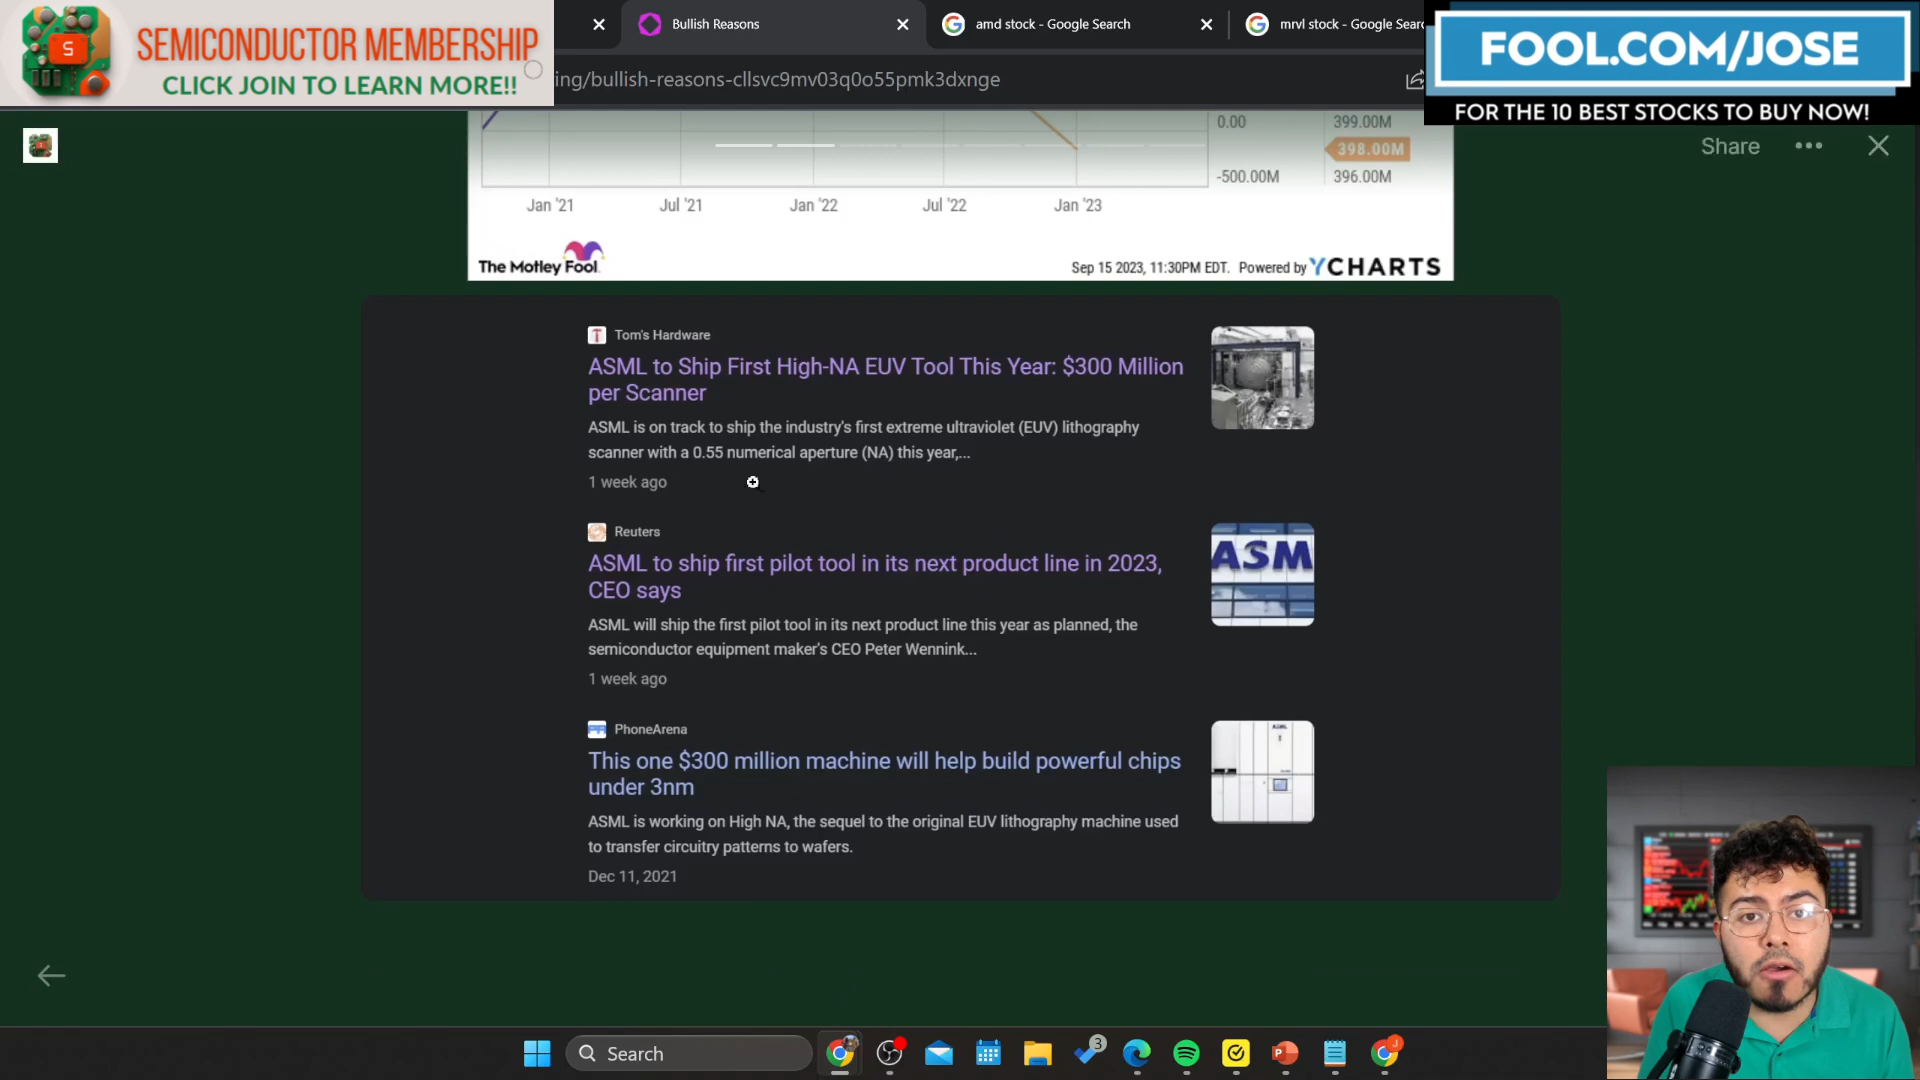 SEMICONDUCTOR MEMBERSHIP
CLICK JOIN TO LEARN MORE!!
S
Bullish Reasons
amd stock - Google Search
mrvl stock - Google Sear
ing/bullish-reasons-cllsvc9mv03q0o55pmk3dxnge
FOOL.COM/JOSE
FOR THE 10 BEST STOCKS TO BUY NOW!
Share
0.00
399.00M
398.00M
-500.00M
396.00M
Jan '21
Jul '21
Jan '22
Jul '22
Jan '23
The Motley Fool
Sep 15 2023, 11:30PM EDT. Powered by YCHARTS
Tom's Hardware
ASML to Ship First High-NA EUV Tool This Year: $300 Million
per Scanner
ASML is on track to ship the industry's first extreme ultraviolet (EUV) lithography
scanner with a 0.55 numerical aperture (NA) this year,...
1 week ago
Reuters
ASML to ship first pilot tool in its next product line in 2023,
CEO says
ASML will ship the first pilot tool in its next product line this year as planned, the
semiconductor equipment maker's CEO Peter Wennink...
1 week ago
ASM
PhoneArena
This one $300 million machine will help build powerful chips
under 3nm
ASML is working on High NA, the sequel to the original EUV lithography machine used
to transfer circuitry patterns to wafers.
Dec 11, 2021
ASML
Search
3
J